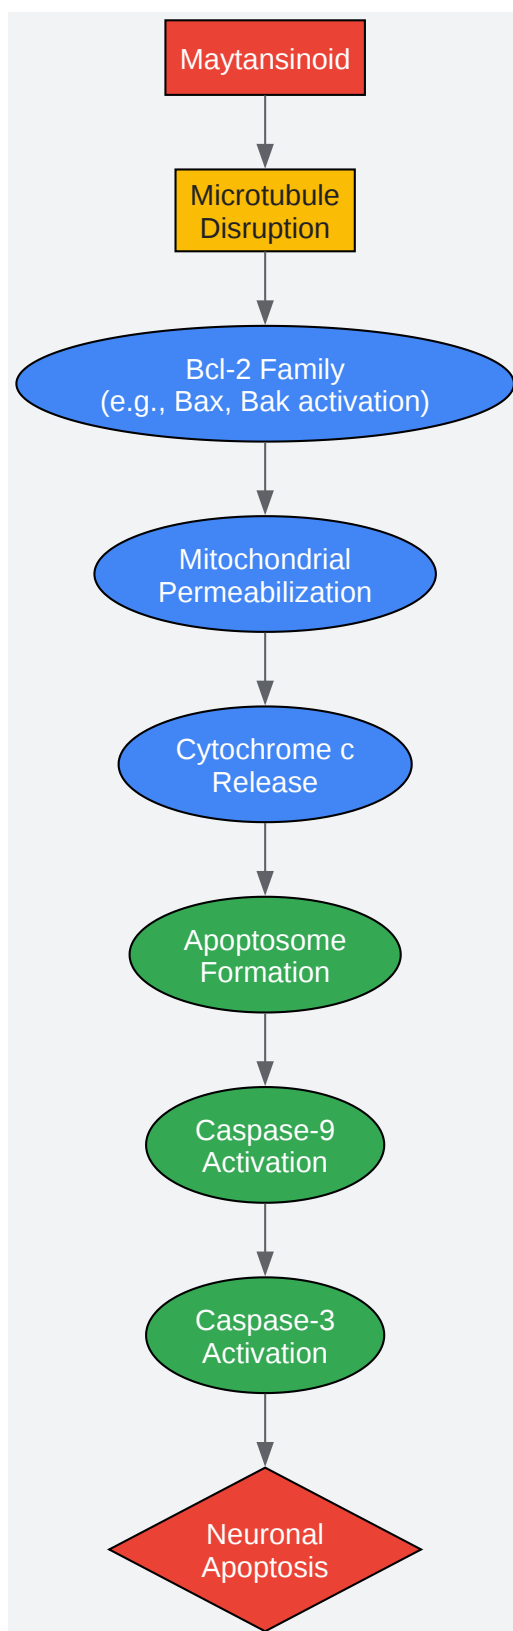 Maytansinoid
Microtubule
Disruption
Bcl-2 Family
(e.g., Bax, Bak activation)
Mitochondrial
Permeabilization
Cytochrome c
Release
Apoptosome
Formation
Caspase-9
Activation
Caspase-3
Activation
Neuronal
Apoptosis